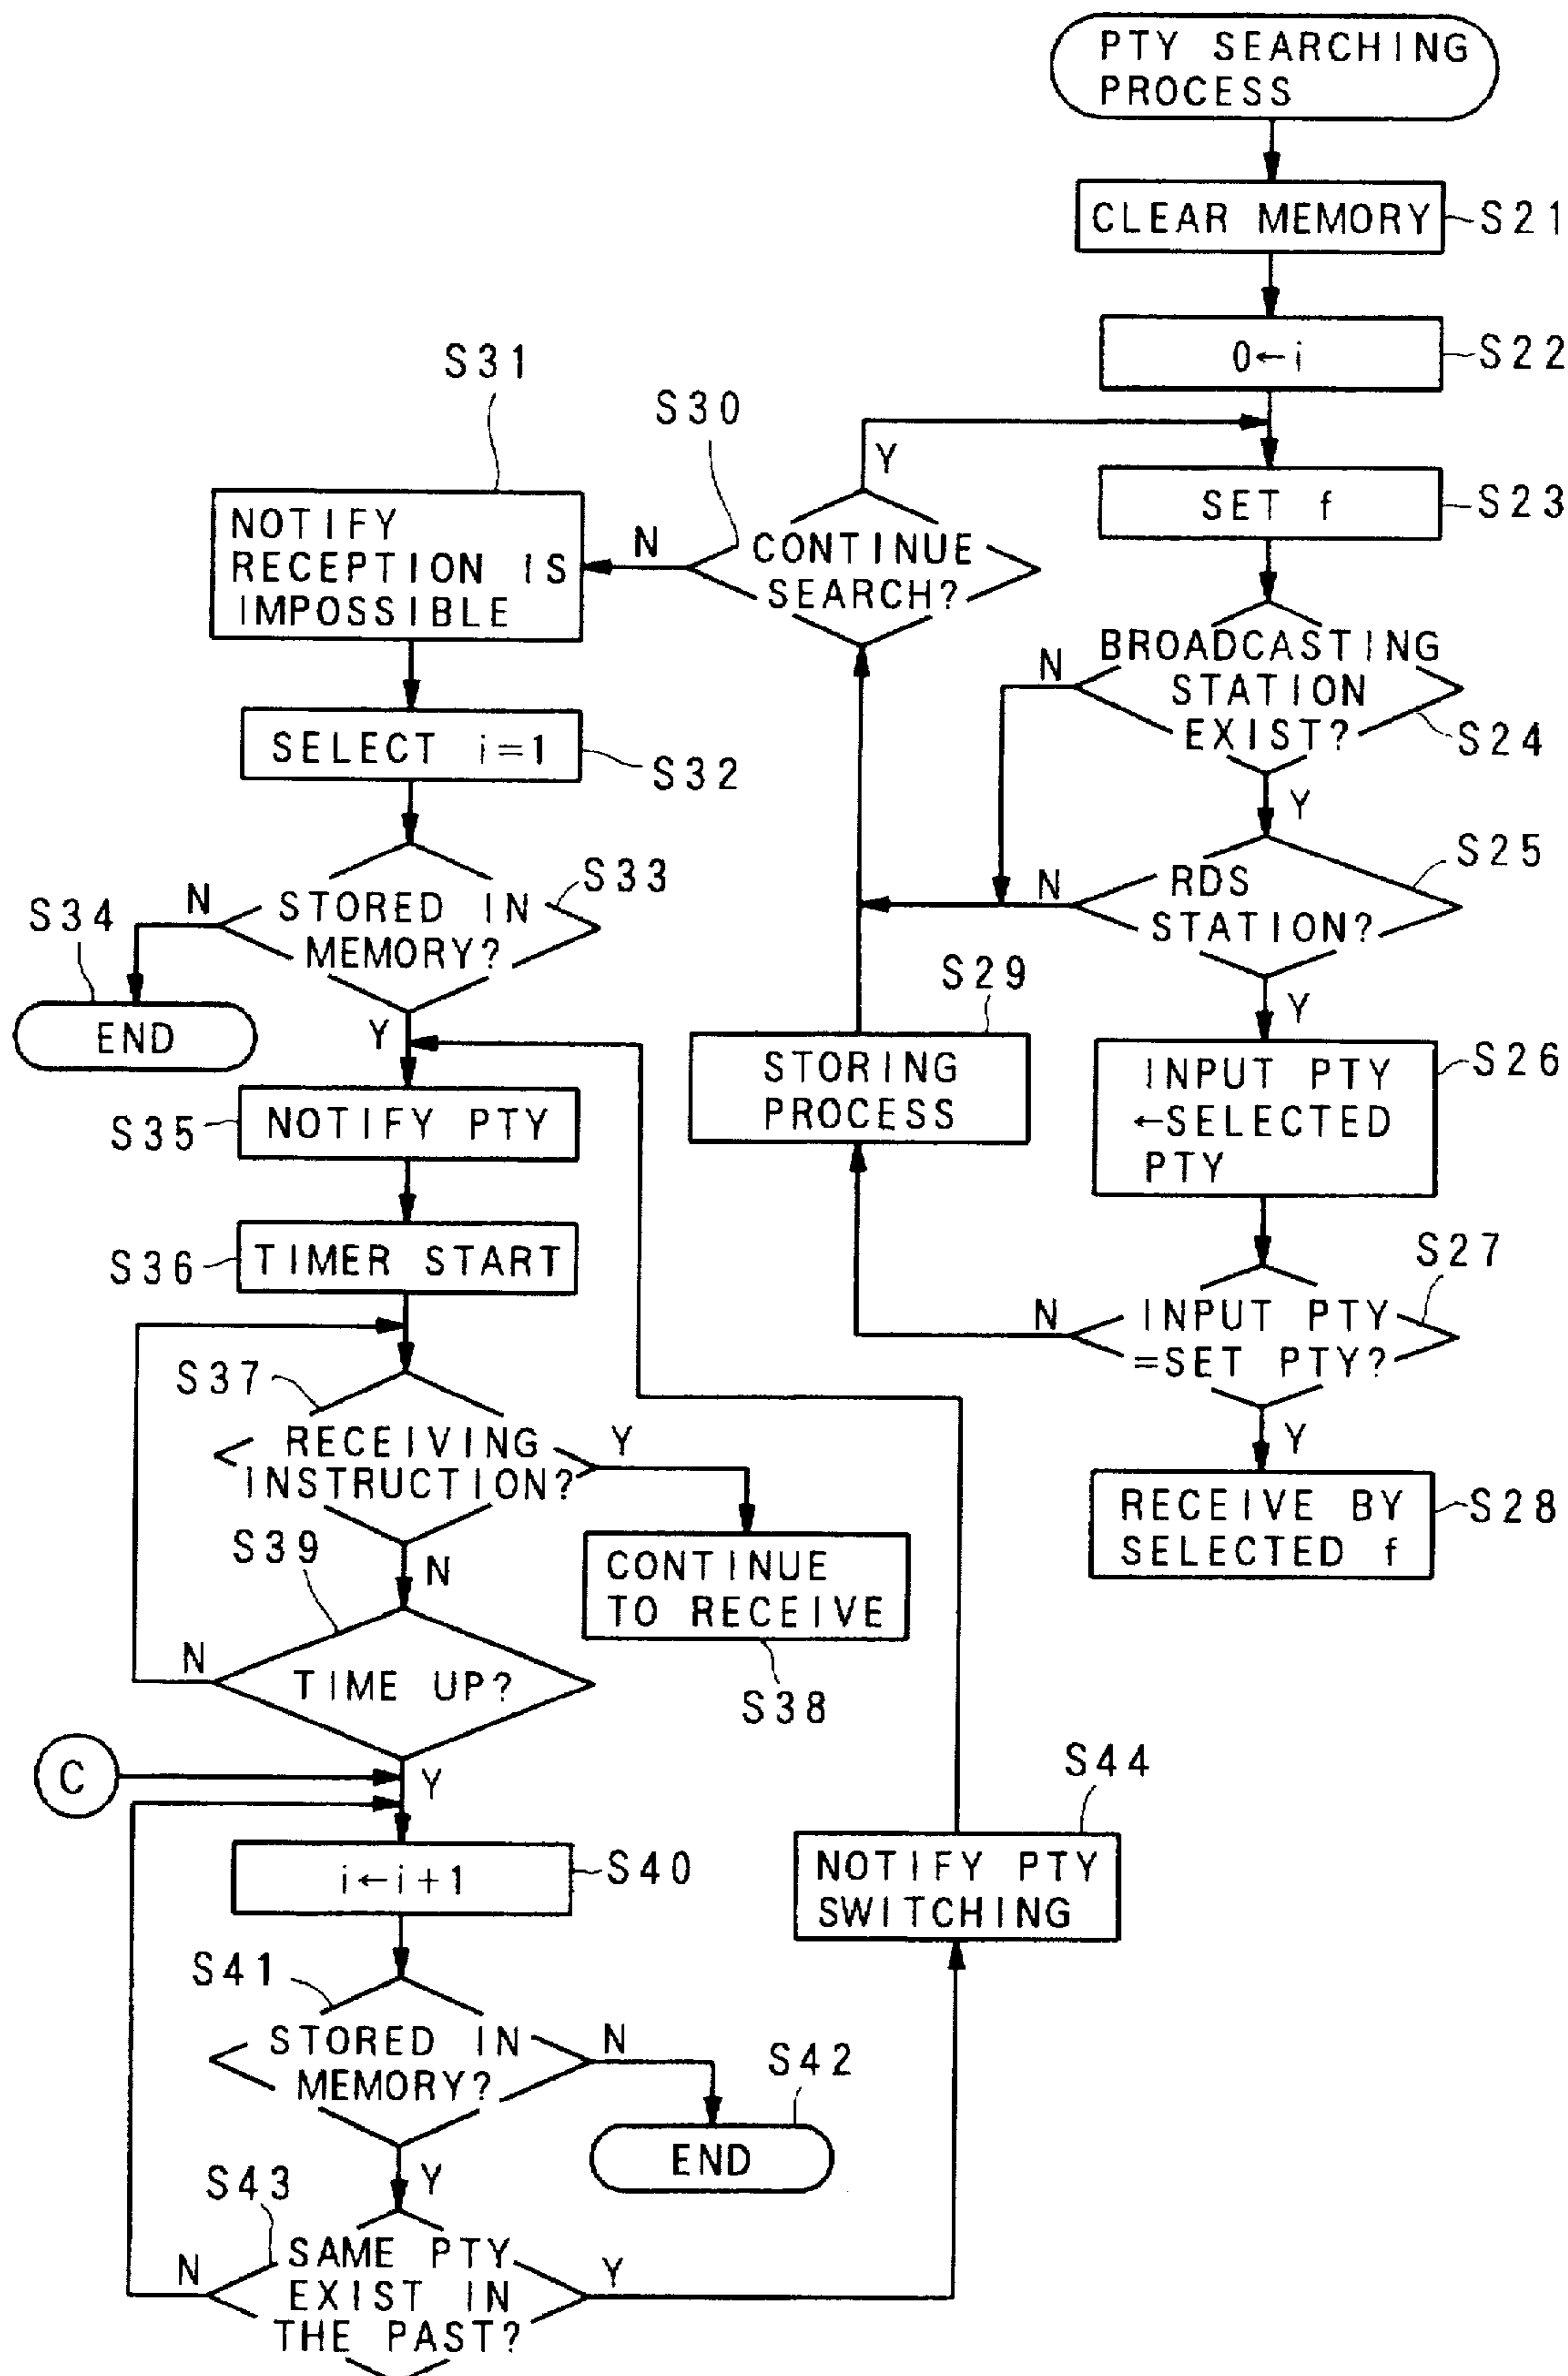 PTY SEARCHING
PROCESS
CLEAR MEMORY
S21
0←i
S22
SET f
S23
BROADCASTING
STATION
EXIST?
S24
N
Y
RDS
STATION?
S25
N
Y
INPUT PTY
←SELECTED
PTY
S26
INPUT PTY
=SET PTY?
S27
N
Y
RECEIVE BY
SELECTED f
S28
S29
STORING
PROCESS
S30
CONTINUE
SEARCH?
Y
N
S31
NOTIFY
RECEPTION IS
IMPOSSIBLE
SELECT i=1
S32
STORED IN
MEMORY?
S33
N
S34
END
Y
NOTIFY PTY
S35
TIMER START
S36
S37
RECEIVING
INSTRUCTION?
Y
CONTINUE
TO RECEIVE
S38
N
S39
TIME UP?
N
Y
C
i←i+1
S40
S41
STORED IN
MEMORY?
N
S42
END
Y
S43
SAME PTY
EXIST IN
THE PAST?
N
Y
S44
NOTIFY PTY
SWITCHING